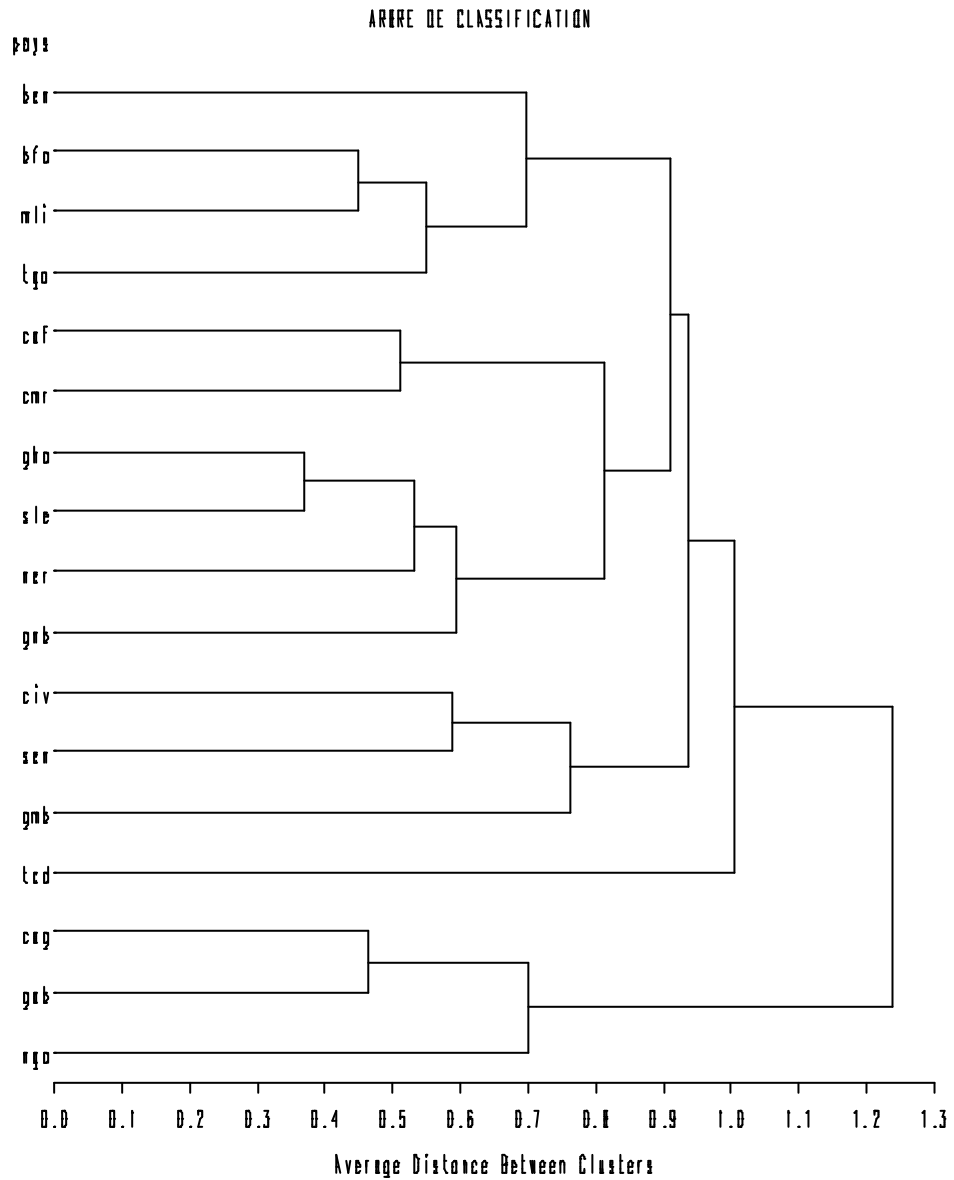 ARBRE DE CLASSIFICATION
pays
ben
bfa
mli
tgo
caf
cmr
gha
sle
ner
gnb
civ
sen
gmb
tcd
cog
gab
nga
0.0 0.1 0.2 0.3 0.4 0.5 0.6 0.7 0.8 0.9 1.0 1.1 1.2 1.3
Average Distance Between Clusters